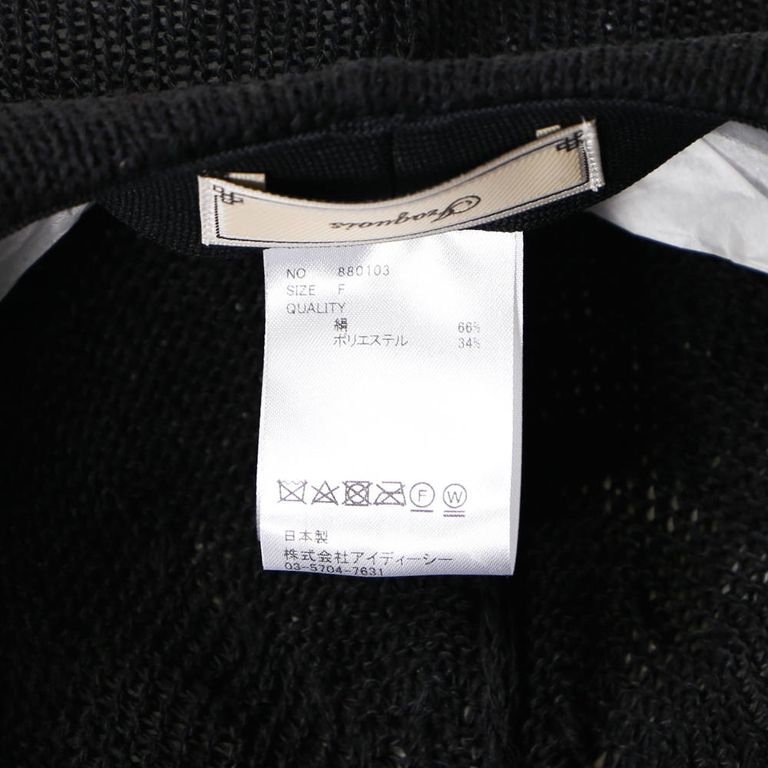 Iroquois
NO 880103
SIZE F
QUALITY
絹 66%
ポリエステル 34%
F W
日本製
株式会社アイディーシー
03-5704-7631